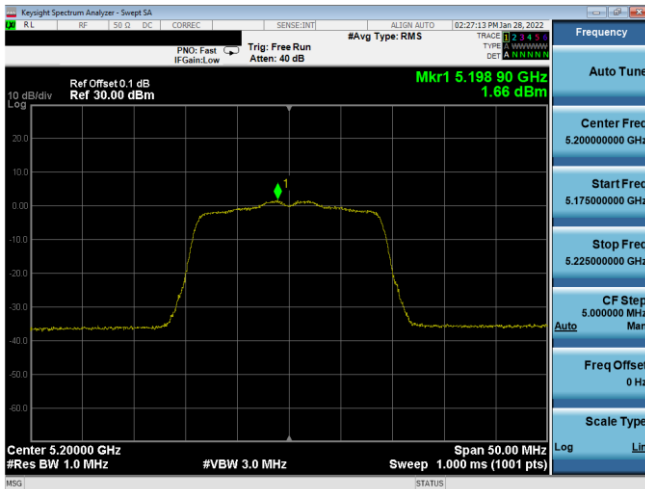 Keysight Spectrum Analyzer - Swept SA
RL RF 50 Ω DC CORREC SENSE:INT ALIGN AUTO 02:27:13 PM Jan 28, 2022
#Avg Type: RMS
TRACE 1 2 3 4 5 6
PNO: Fast Trig: Free Run
TYPE A WWWWW
IFGain:Low Atten: 40 dB
DET A N N N N N
Mkr1 5.198 90 GHz
1.66 dBm
Ref Offset 0.1 dB
10 dB/div Ref 30.00 dBm
Log
20.0
10.0
0.00
-10.0
-20.0
-30.0
-40.0
-50.0
-60.0
1
Center 5.20000 GHz Span 50.00 MHz
#Res BW 1.0 MHz #VBW 3.0 MHz Sweep 1.000 ms (1001 pts)
MSG STATUS
Frequency
Auto Tune
Center Freq
5.200000000 GHz
Start Freq
5.175000000 GHz
Stop Freq
5.225000000 GHz
CF Step
5.000000 MHz
Auto Man
Freq Offset
0 Hz
Scale Type
Log Lin